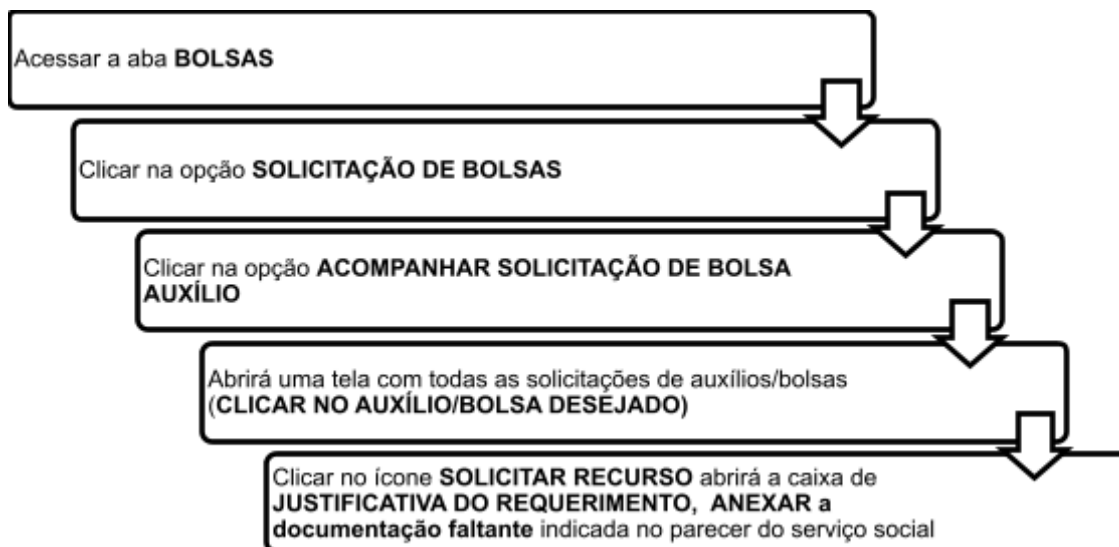 Acessar a aba BOLSAS
Clicar na opção SOLICITAÇÃO DE BOLSAS
Clicar na opção ACOMPANHAR SOLICITAÇÃO DE BOLSA
AUXÍLIO
Abrirá uma tela com todas as solicitações de auxílios/bolsas
(CLICAR NO AUXÍLIO/BOLSA DESEJADO)
Clicar no ícone SOLICITAR RECURSO abrirá a caixa de
JUSTIFICATIVA DO REQUERIMENTO, ANEXAR a
documentação faltante indicada no parecer do serviço social